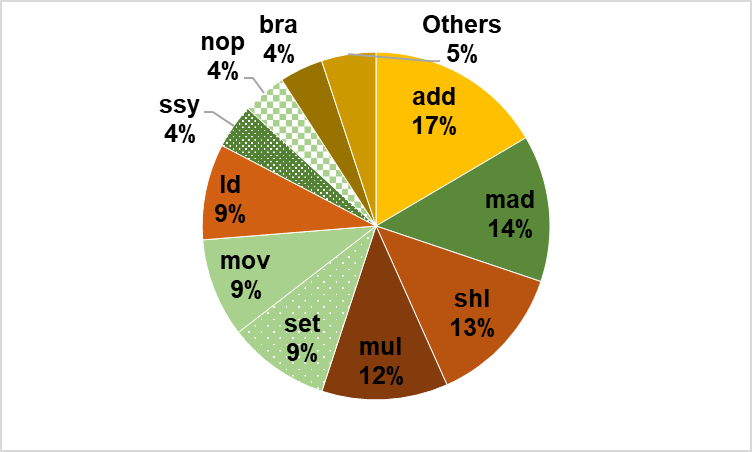 add
17%
mad
14%
shl
13%
mul
12%
set
9%
mov
9%
ld
9%
ssy
4%
nop
4%
bra
4%
Others
5%